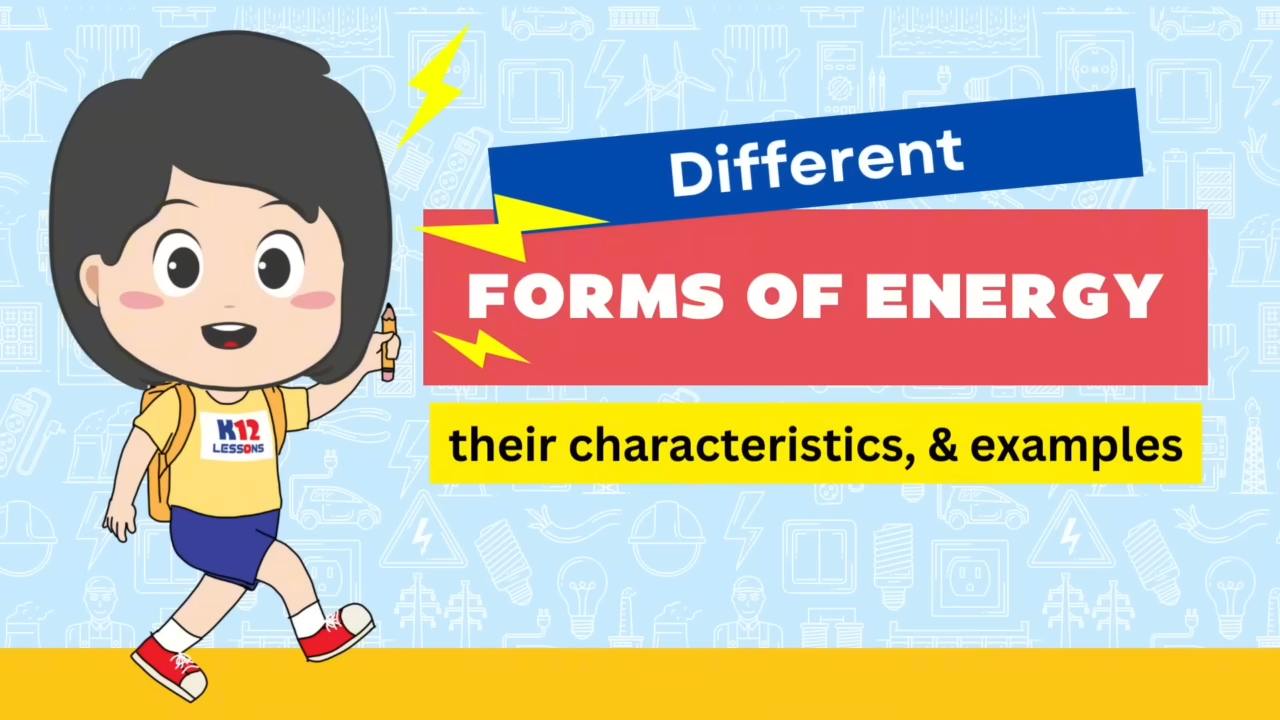 Different
FORMS OF ENERGY
their characteristics, & examples
K12
LESSONS